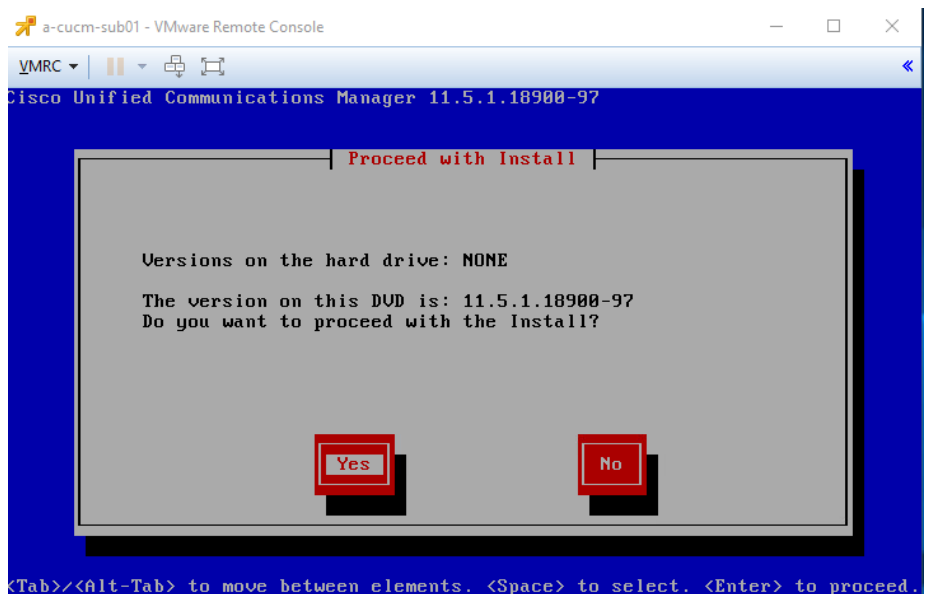 a-cucm-sub01 - VMware Remote Console
VMRC
Cisco Unified Communications Manager 11.5.1.18900-97
Proceed with Install
Versions on the hard drive: NONE
The version on this DVD is: 11.5.1.18900-97
Do you want to proceed with the Install?
Yes No
<Tab>/<Alt-Tab> to move between elements. <Space> to select. <Enter> to proceed.